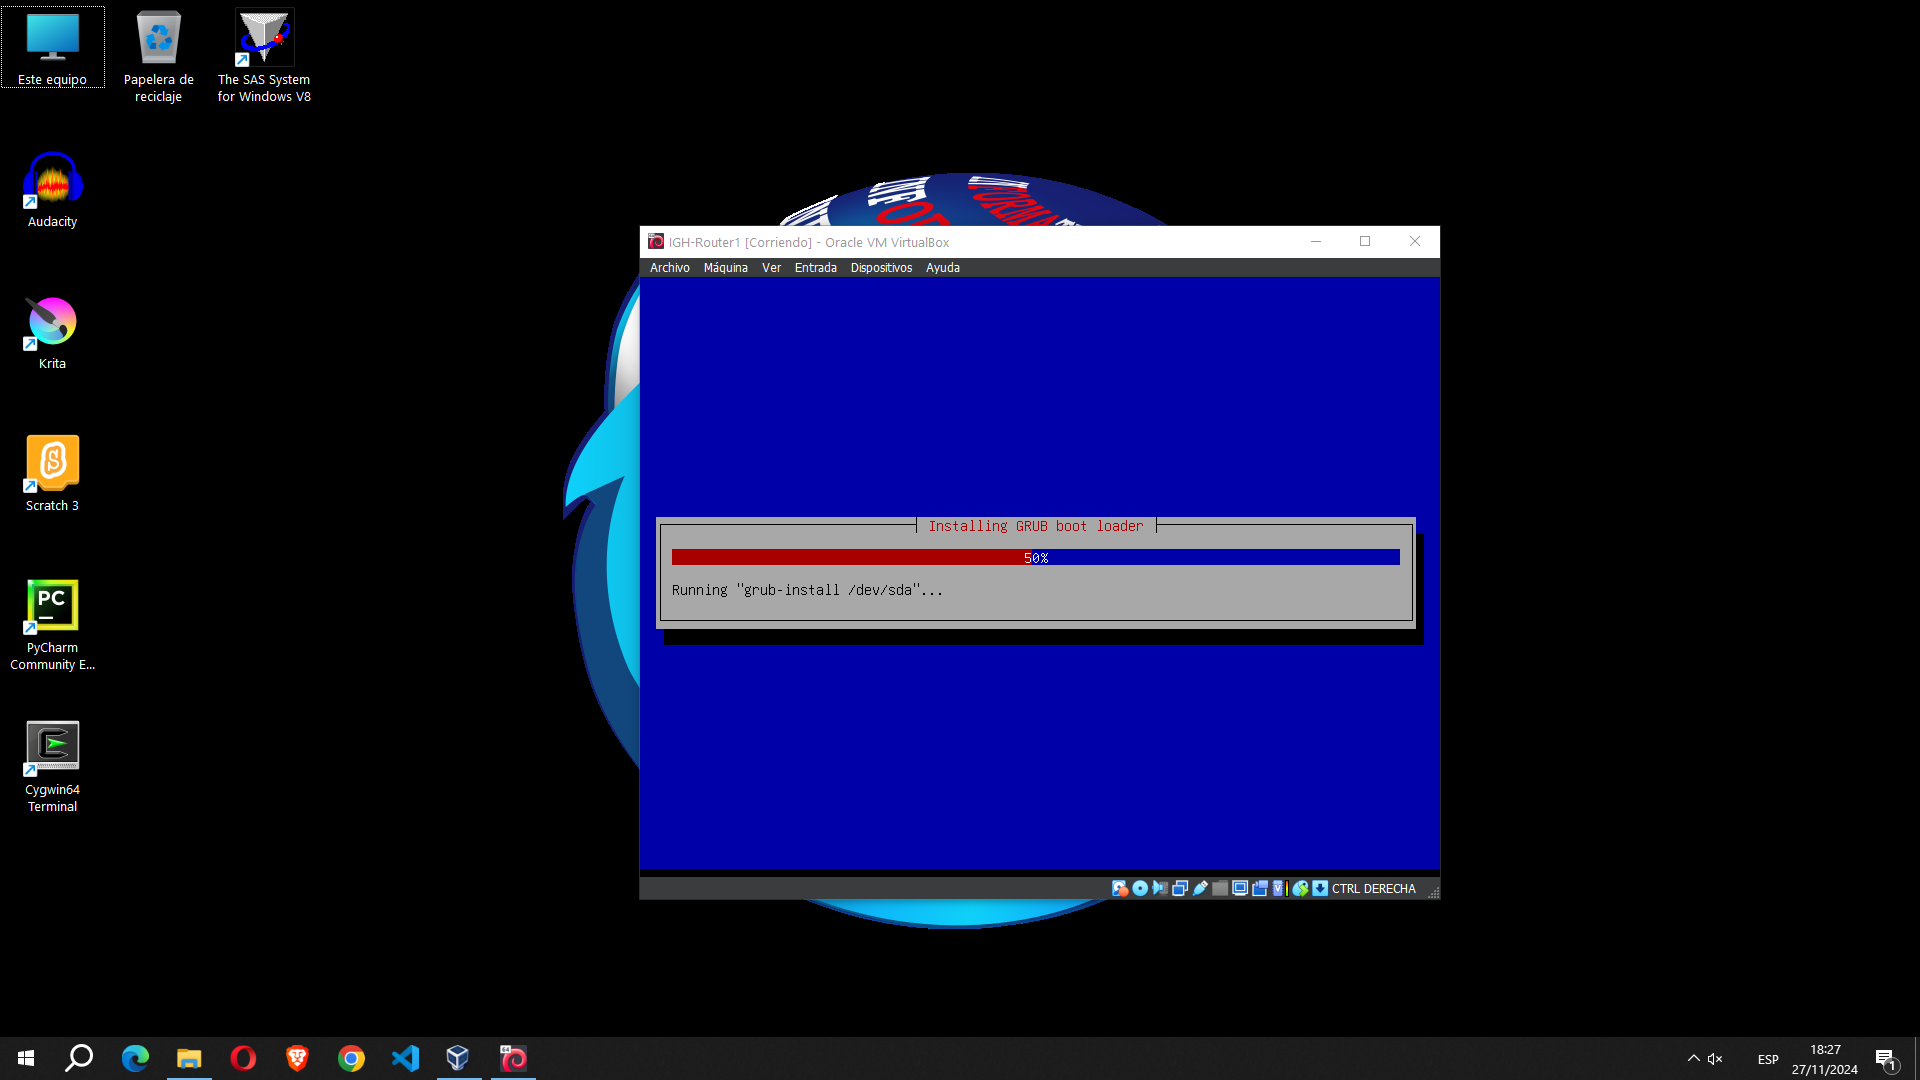 Este equipo
Papelera de
reciclaje
The SAS System
for Windows V8
Audacity
Krita
Scratch 3
PC
PyCharm
Community E...
Cygwin64
Terminal
IGH-Router1 [Corriendo] - Oracle VM VirtualBox
Archivo Máquina Ver Entrada Dispositivos Ayuda
Installing GRUB boot loader
50%
Running "grub-install /dev/sda"...
CTRL DERECHA
ESP
18:27
27/11/2024
1